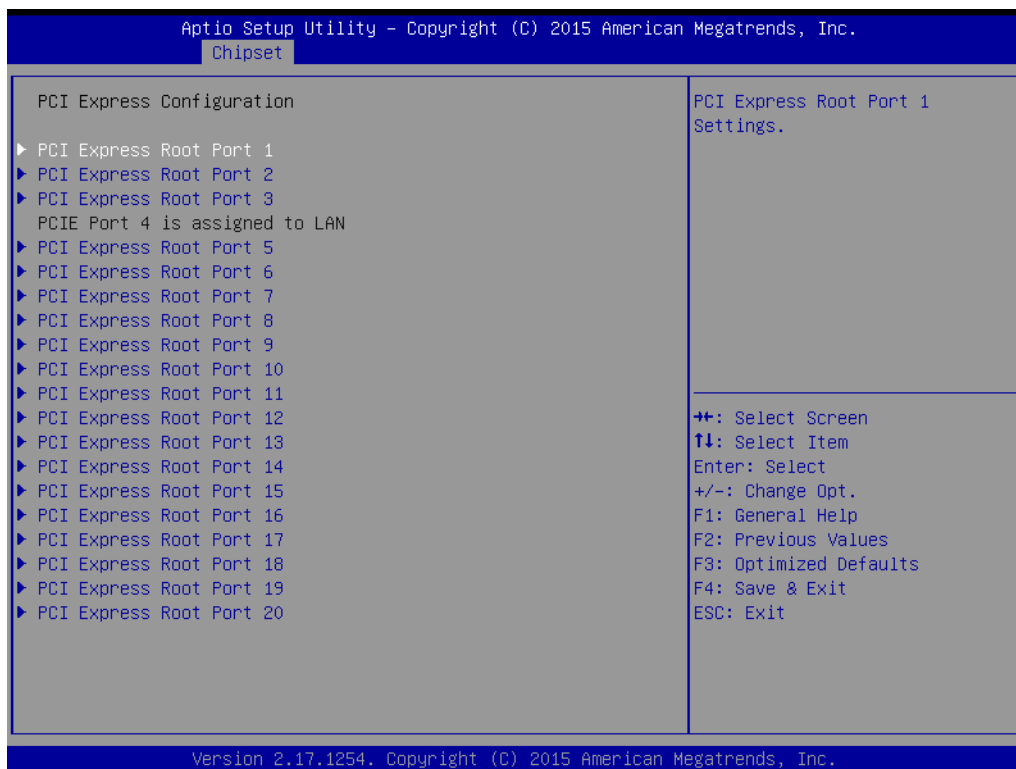 Aptio Setup Utility – Copyright (C) 2015 American Megatrends, Inc.
Chipset
PCI Express Configuration
PCI Express Root Port 1
PCI Express Root Port 2
PCI Express Root Port 3
PCIE Port 4 is assigned to LAN
PCI Express Root Port 5
PCI Express Root Port 6
PCI Express Root Port 7
PCI Express Root Port 8
PCI Express Root Port 9
PCI Express Root Port 10
PCI Express Root Port 11
PCI Express Root Port 12
PCI Express Root Port 13
PCI Express Root Port 14
PCI Express Root Port 15
PCI Express Root Port 16
PCI Express Root Port 17
PCI Express Root Port 18
PCI Express Root Port 19
PCI Express Root Port 20
PCI Express Root Port 1
Settings.
→←: Select Screen
↑↓: Select Item
Enter: Select
+/-: Change Opt.
F1: General Help
F2: Previous Values
F3: Optimized Defaults
F4: Save & Exit
ESC: Exit
Version 2.17.1254. Copyright (C) 2015 American Megatrends, Inc.